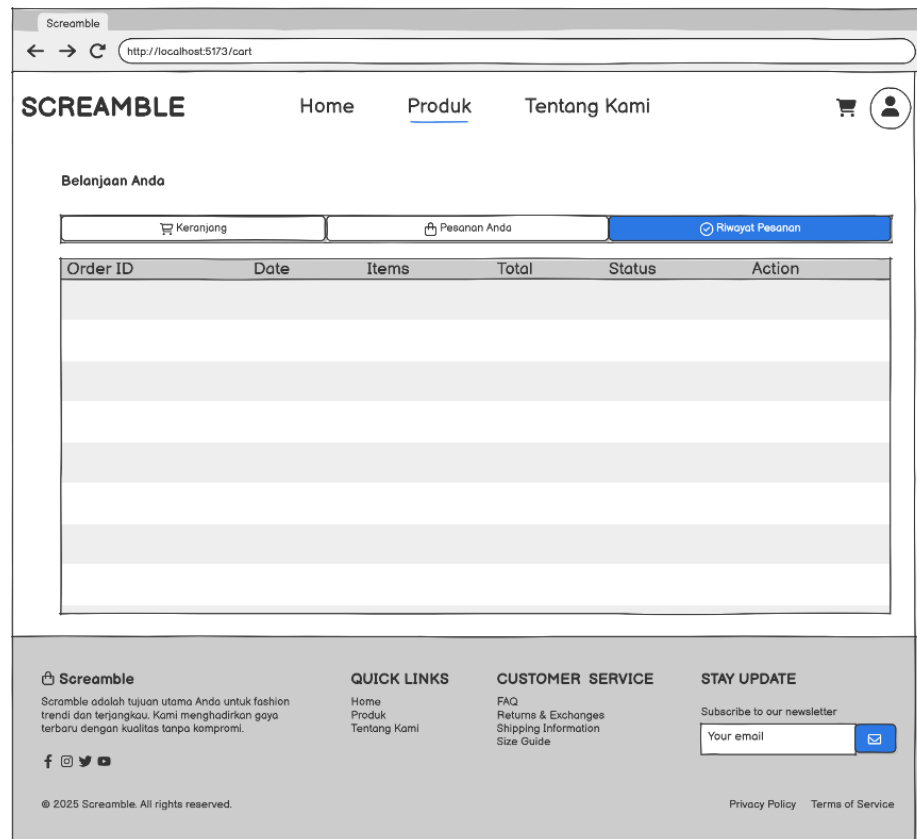 Screamble
http://localhost:5173/cart
SCREAMBLE Home Produk Tentang Kami
Belanjaan Anda
Keranjang Pesanan Anda Riwayat Pesanan
Order ID Date Items Total Status Action
Screamble
Scramble adalah tujuan utama Anda untuk fashion
trendi dan terjangkau. Kami menghadirkan gaya
terbaru dengan kualitas tanpa kompromi.
QUICK LINKS
Home
Produk
Tentang Kami
CUSTOMER SERVICE
FAQ
Returns & Exchanges
Shipping Information
Size Guide
STAY UPDATE
Subscribe to our newsletter
Your email
© 2025 Screamble. All rights reserved.
Privacy Policy Terms of Service